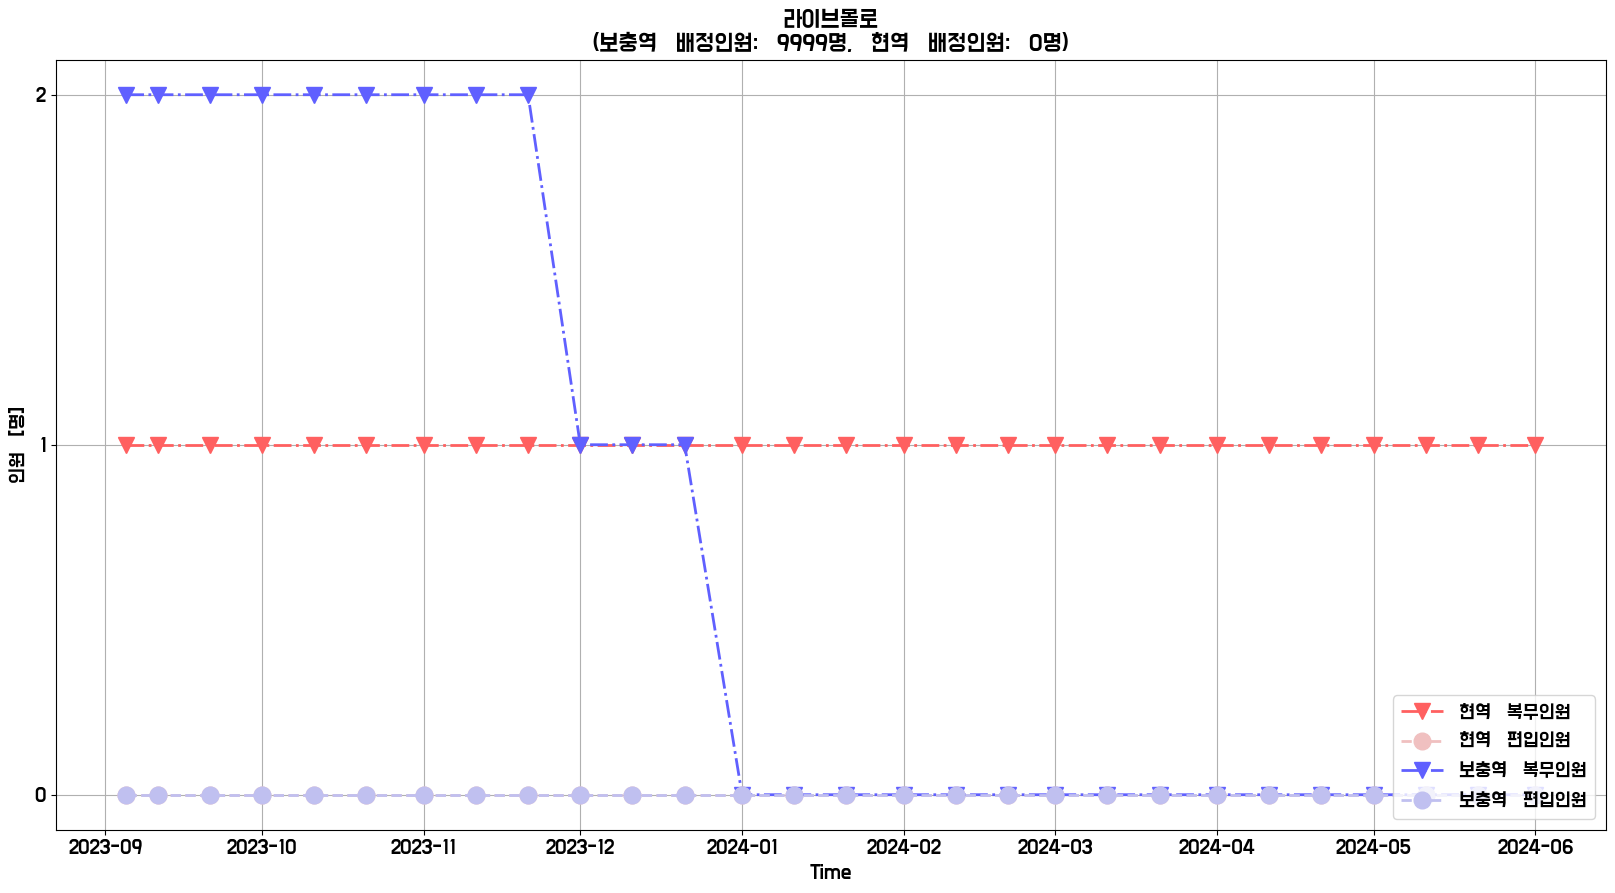 라이브몰로
(보충역 배정인원: 9999명, 현역 배정인원: 0명)
2
1
0
인원 [명]
2023-09 2023-10 2023-11 2023-12 2024-01 2024-02 2024-03 2024-04 2024-05 2024-06
Time
현역 복무인원
현역 편입인원
보충역 복무인원
보충역 편입인원